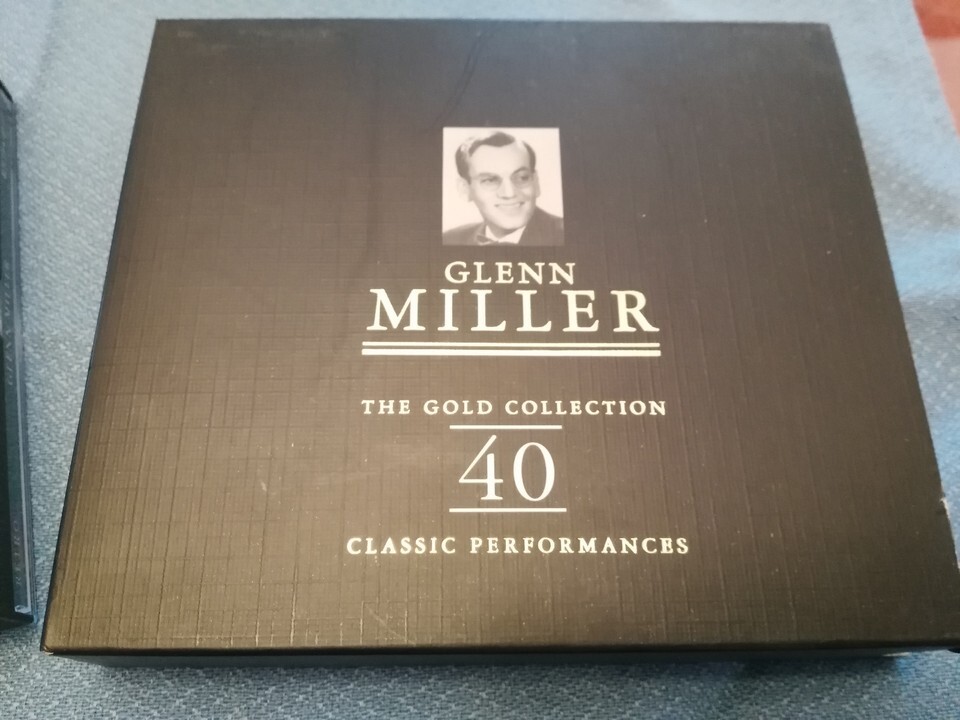 GLENN
MILLER
THE GOLD COLLECTION
40
CLASSIC PERFORMANCES